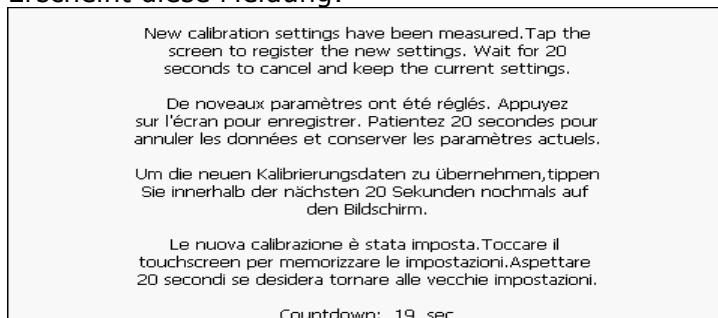 Erscheint diese Meldung:
New calibration settings have been measured.Tap the
screen to register the new settings. Wait for 20
seconds to cancel and keep the current settings.
De noveaux paramètres ont été réglés. Appuyez
sur l'écran pour enregistrer. Patientez 20 secondes pour
annuler les données et conserver les paramètres actuels.
Um die neuen Kalibrierungsdaten zu übernehmen,tippen
Sie innerhalb der nächsten 20 Sekunden nochmals auf
den Bildschirm.
Le nuova calibrazione è stata imposta.Toccare il
touchscreen per memorizzare le impostazioni.Aspettare
20 secondi se desidera tornare alle vecchie impostazioni.
Countdown: 19 sec